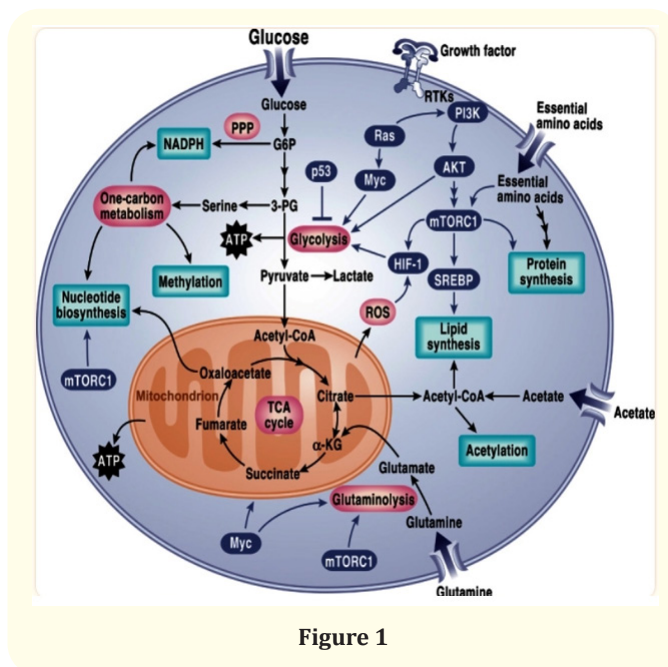 Glucose
Growth factor
RTKs
Glucose
PI3K
Essential
amino acids
PPP
NADPH
G6P
Ras
p53
AKT
Myc
Essential
amino acids
One-carbon
metabolism
Serine
3-PG
mTORC1
ATP
Glycolysis
HIF-1
SREBP
Protein
synthesis
Methylation
Pyruvate
Lactate
Nucleotide
biosynthesis
ROS
Lipid
synthesis
Acetyl-CoA
mTORC1
Oxaloacetate
Mitochondrion
Citrate
Acetyl-CoA
Acetate
Acetate
TCA
cycle
Fumarate
α-KG
Acetylation
ATP
Succinate
Glutamate
Glutaminolysis
Glutamine
Myc
mTORC1
Glutamine
Figure 1